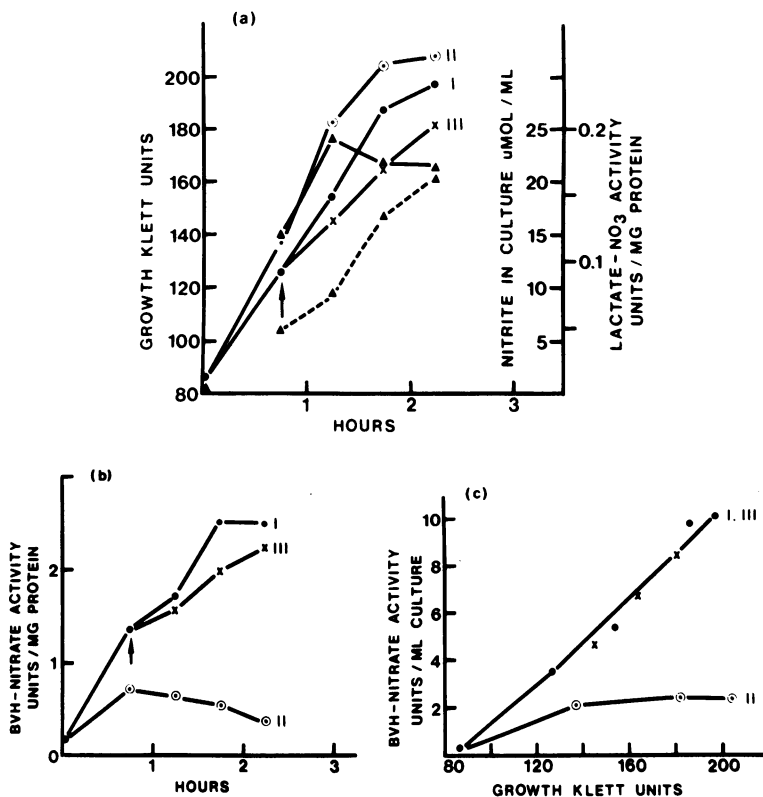 (a)
200
180
160
140
120
100
80
GROWTH KLETT UNITS
1
2
3
HOURS
II
I
III
NITRITE IN CULTURE uMOL/ML
25
20
15
10
5
0.2
0.1
LACTATE-NO3 ACTIVITY
UNITS/MG PROTEIN
(b)
3
2
1
0
BVH-NITRATE ACTIVITY
UNITS/MG PROTEIN
1
2
3
HOURS
I
III
II
(c)
10
8
6
4
2
BVH-NITRATE ACTIVITY
UNITS/ML CULTURE
80
120
160
200
GROWTH KLETT UNITS
I, III
II